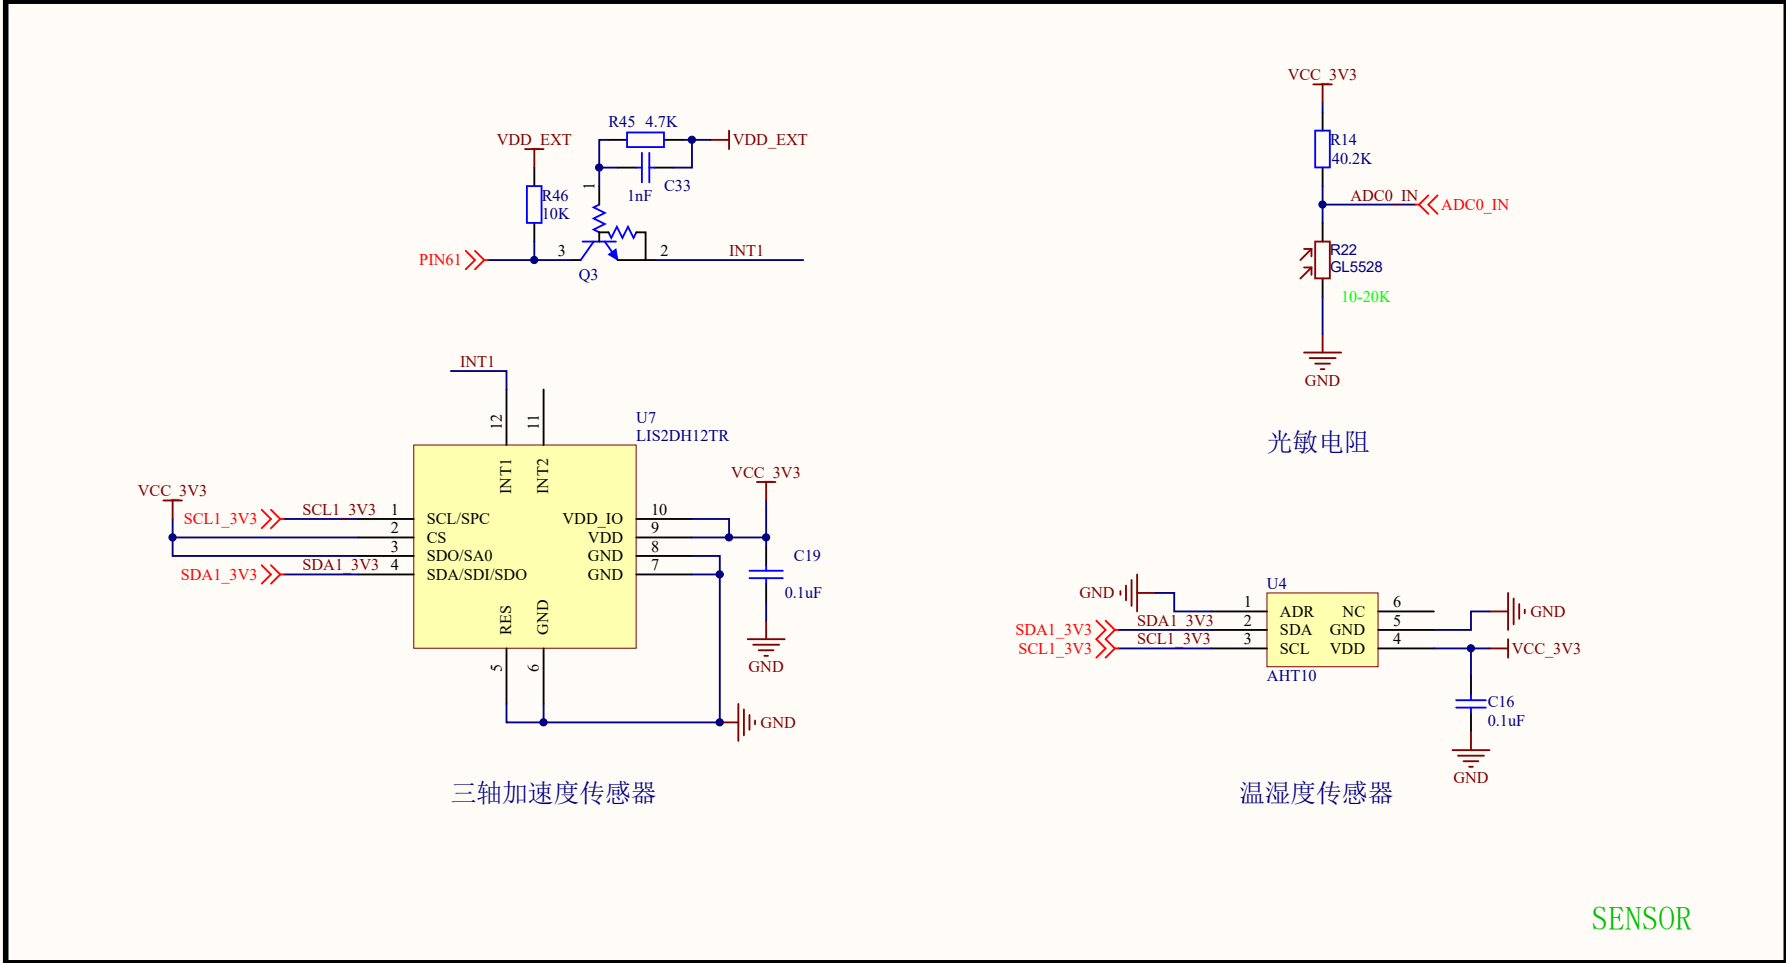 VDD_EXT
R46
10K
R45 4.7K
VDD_EXT
1
1nF
C33
PIN61
3
2
INT1
Q3
VCC_3V3
R14
40.2K
ADC0_IN
ADC0_IN
R22
GL5528
10-20K
GND
光敏电阻
INT1
12
11
U7
LIS2DH12TR
INT1
INT2
VCC_3V3
SCL1_3V3
SCL1_3V3
1
2
3
SDA1_3V3
SDA1_3V3
4
SCL/SPC
CS
SDO/SA0
SDA/SDI/SDO
VDD_IO
VDD
GND
GND
10
9
8
7
RES
GND
5
6
VCC_3V3
C19
0.1uF
GND
GND
三轴加速度传感器
U4
GND
SDA1_3V3
SCL1_3V3
SDA1_3V3
SCL1_3V3
1
2
3
ADR
SDA
SCL
NC
GND
VDD
6
5
4
AHT10
GND
VCC_3V3
C16
0.1uF
GND
温湿度传感器
SENSOR